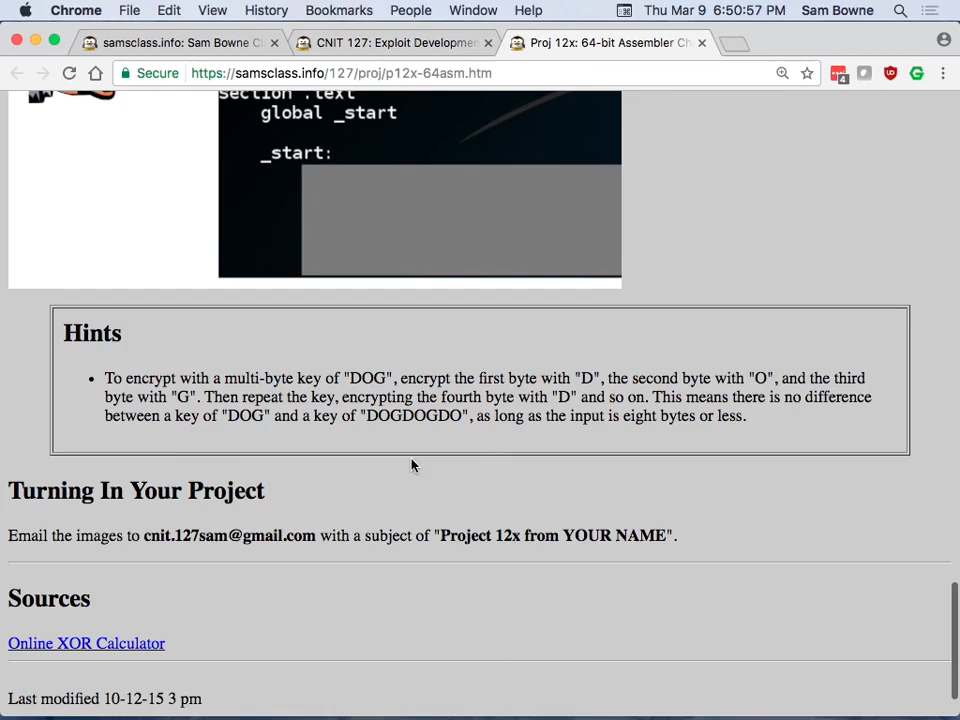 Chrome File Edit View History Bookmarks People Window Help Thu Mar 9 6:50:57 PM Sam Bowne
samsclass.info: Sam Bowne C
CNIT 127: Exploit Developmen
Proj 12x: 64-bit Assembler Ch
Secure https://samsclass.info/127/proj/p12x-64asm.htm
4
section .text
global _start
_start:
Hints
• To encrypt with a multi-byte key of "DOG", encrypt the first byte with "D", the second byte with "O", and the third
byte with "G". Then repeat the key, encrypting the fourth byte with "D" and so on. This means there is no difference
between a key of "DOG" and a key of "DOGDOGDO", as long as the input is eight bytes or less.
Turning In Your Project
Email the images to cnit.127sam@gmail.com with a subject of "Project 12x from YOUR NAME".
Sources
Online XOR Calculator
Last modified 10-12-15 3 pm